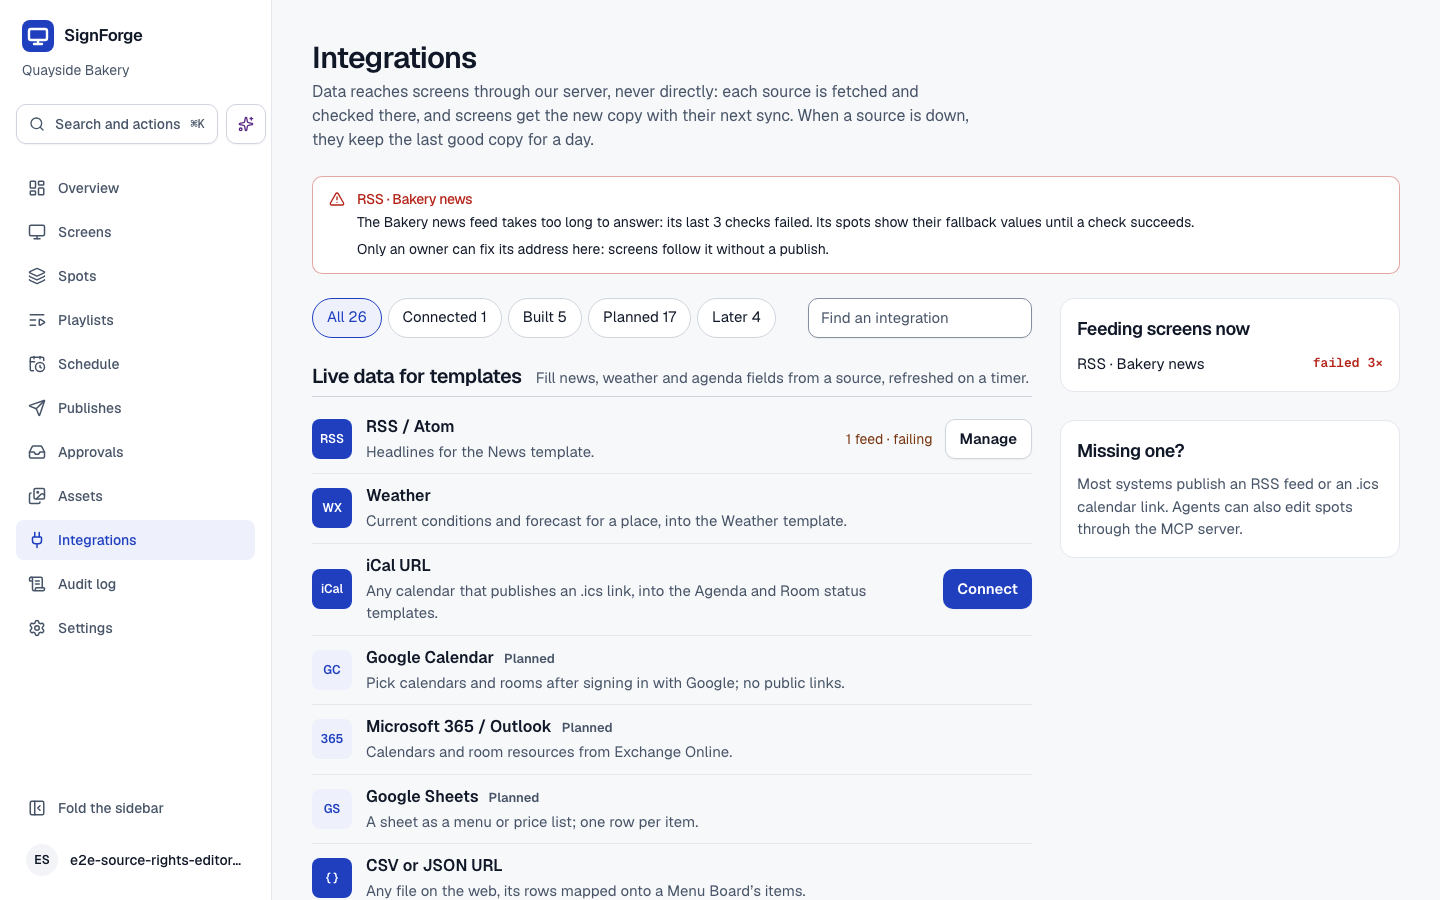 SignForge
Quayside Bakery
Search and actions ⌘K
Overview
Screens
Spots
Playlists
Schedule
Publishes
Approvals
Assets
Integrations
Audit log
Settings
Fold the sidebar
ES e2e-source-rights-editor...
Integrations
Data reaches screens through our server, never directly: each source is fetched and
checked there, and screens get the new copy with their next sync. When a source is down,
they keep the last good copy for a day.
RSS · Bakery news
The Bakery news feed takes too long to answer: its last 3 checks failed. Its spots show their fallback values until a check succeeds.
Only an owner can fix its address here: screens follow it without a publish.
All 26 Connected 1 Built 5 Planned 17 Later 4 Find an integration
Live data for templates Fill news, weather and agenda fields from a source, refreshed on a timer.
RSS RSS / Atom
Headlines for the News template.
1 feed · failing Manage
WX Weather
Current conditions and forecast for a place, into the Weather template.
iCal iCal URL
Any calendar that publishes an .ics link, into the Agenda and Room status
templates.
Connect
GC Google Calendar Planned
Pick calendars and rooms after signing in with Google; no public links.
365 Microsoft 365 / Outlook Planned
Calendars and room resources from Exchange Online.
GS Google Sheets Planned
A sheet as a menu or price list; one row per item.
{} CSV or JSON URL
Any file on the web, its rows mapped onto a Menu Board's items.
Feeding screens now
RSS · Bakery news failed 3×
Missing one?
Most systems publish an RSS feed or an .ics
calendar link. Agents can also edit spots
through the MCP server.